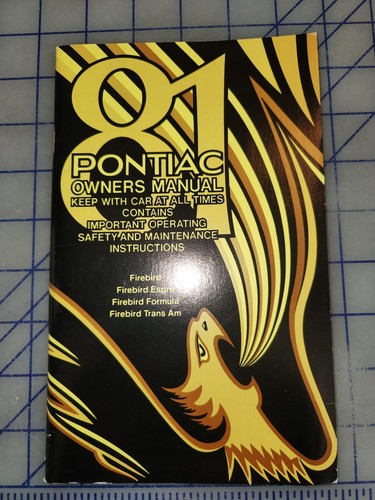 81
PONTIAC
OWNERS MANUAL
KEEP WITH CAR AT ALL TIMES
CONTAINS
IMPORTANT OPERATING
SAFETY AND MAINTENANCE
INSTRUCTIONS
Firebird
Firebird Esprit
Firebird Formula
Firebird Trans Am